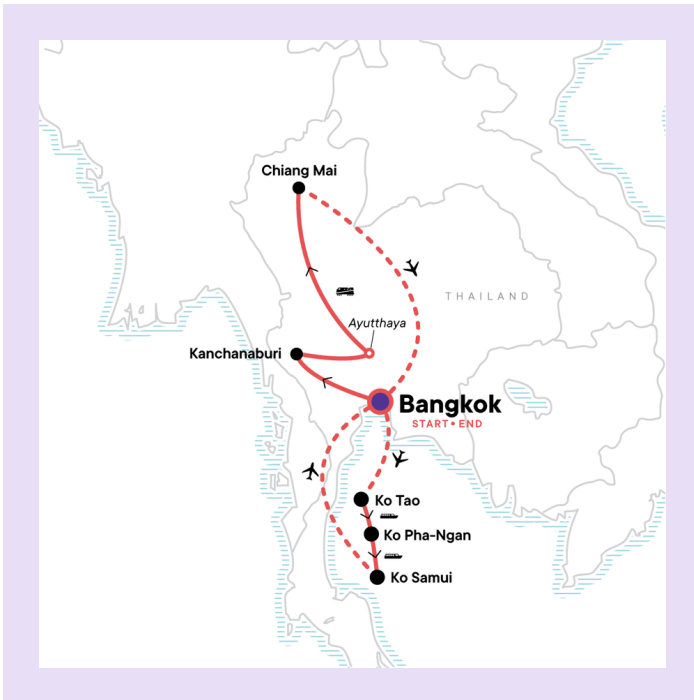 Chiang Mai
THAILAND
Ayutthaya
Kanchanaburi
Bangkok
START • END
Ko Tao
Ko Pha-Ngan
Ko Samui